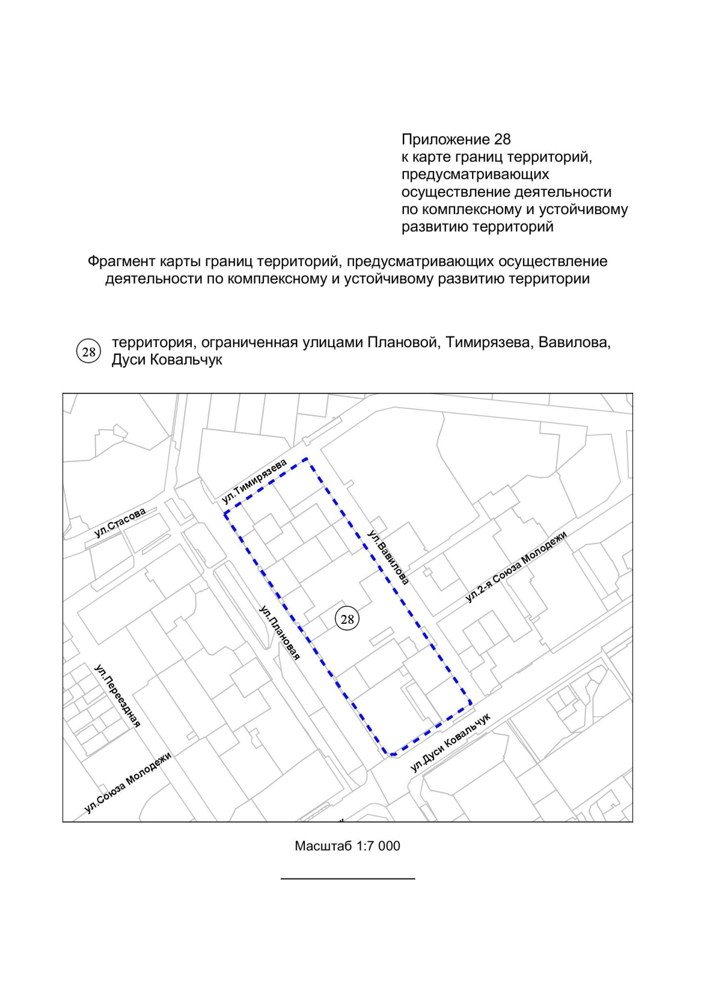 Приложение 28
к карте границ территорий,
предусматривающих
осуществление деятельности
по комплексному и устойчивому
развитию территорий
Фрагмент карты границ территорий, предусматривающих осуществление
деятельности по комплексному и устойчивому развитию территории
28
территория, ограниченная улицами Плановой, Тимирязева, Вавилова,
Дуси Ковальчук
ул.Тимирязева
ул.Стасова
ул.Вавилова
ул.2-я Союза Молодежи
28
ул.Плановая
ул.Переездная
ул.Дуси Ковальчук
ул.Союза Молодежи
Масштаб 1:7 000